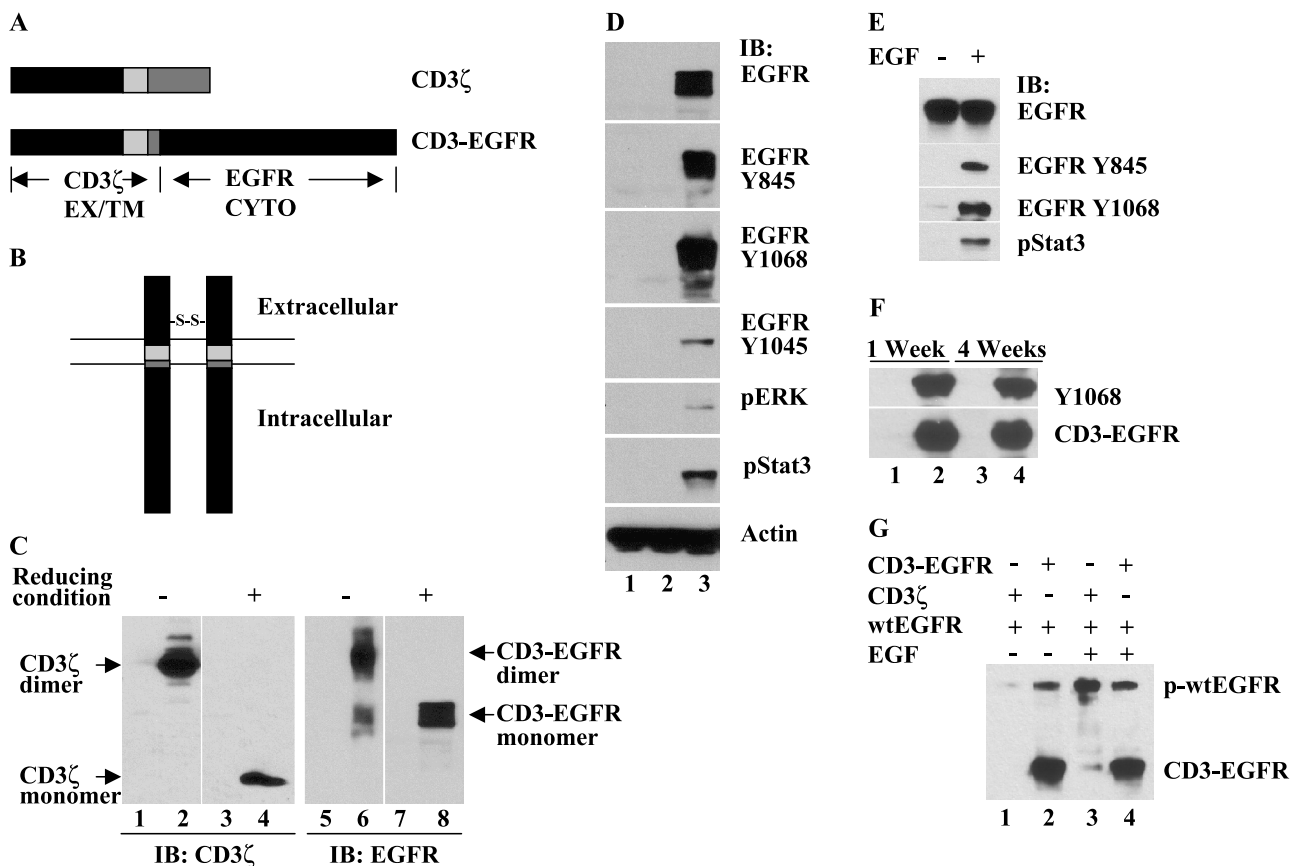 A
CD3ζ
CD3-EGFR
CD3ζ
EX/TM
EGFR
CYTO
B
-S-S-
Extracellular
Intracellular
C
Reducing
condition
- + - +
CD3ζ
dimer
CD3ζ
monomer
CD3-EGFR
dimer
CD3-EGFR
monomer
1 2 3 4 5 6 7 8
IB: CD3ζ
IB: EGFR
D
IB:
EGFR
EGFR
Y845
EGFR
Y1068
EGFR
Y1045
pERK
pStat3
Actin
1 2 3
E
EGF - +
IB:
EGFR
EGFR Y845
EGFR Y1068
pStat3
F
1 Week 4 Weeks
Y1068
CD3-EGFR
1 2 3 4
G
CD3-EGFR - + - +
CD3ζ + - + -
wtEGFR + + + +
EGF - - + +
p-wtEGFR
CD3-EGFR
1 2 3 4